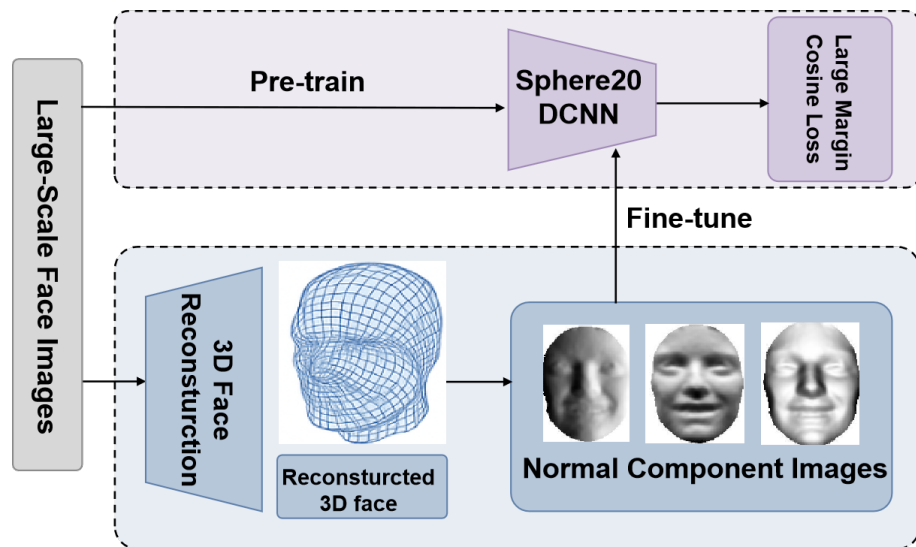 Large-Scale Face Images
Pre-train
Sphere20
DCNN
Large Margin
Cosine Loss
Fine-tune
3D Face
Reconsturction
Reconsturcted
3D face
Normal Component Images